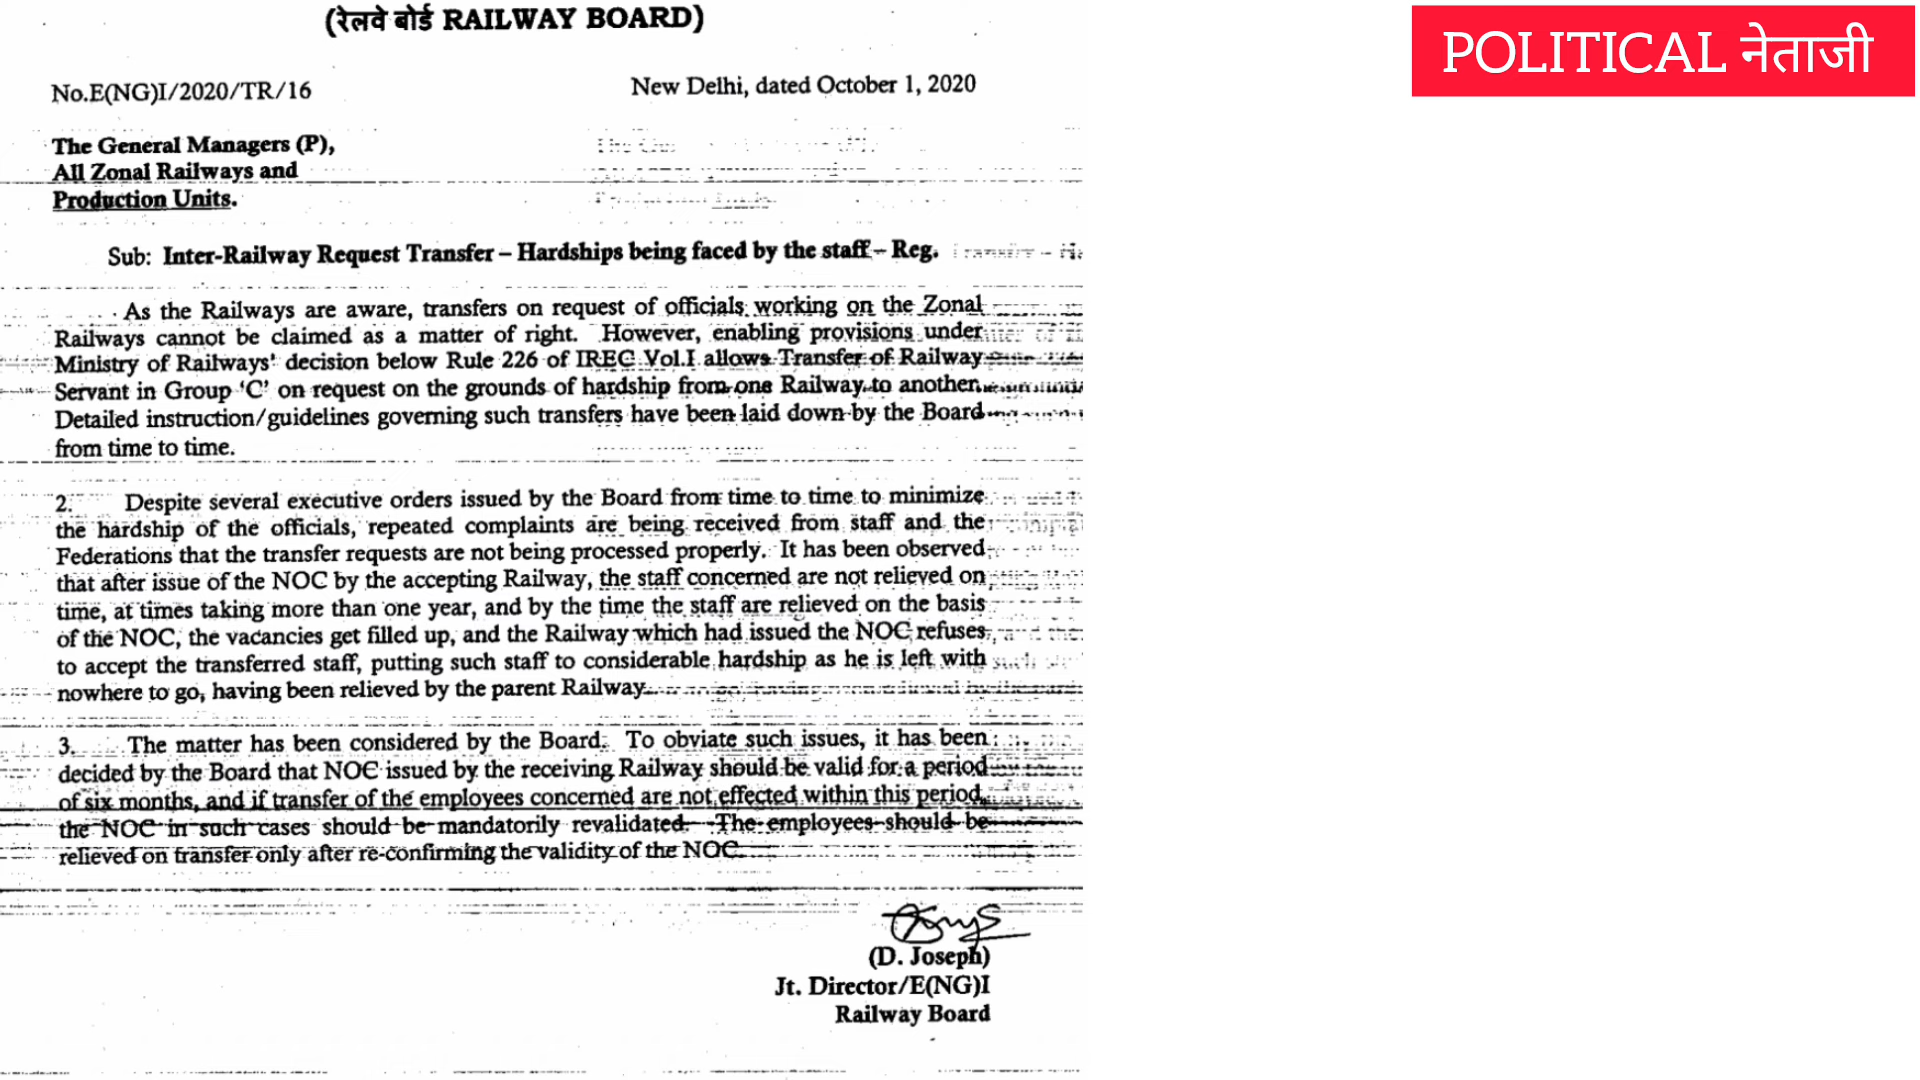 (रेलवे बोर्ड RAILWAY BOARD)
POLITICAL नेताजी
No.E(NG)I/2020/TR/16
New Delhi, dated October 1, 2020
The General Managers (P),
All Zonal Railways and
Production Units.
Sub: Inter-Railway Request Transfer – Hardships being faced by the staff – Reg.
As the Railways are aware, transfers on request of officials working on the Zonal
Railways cannot be claimed as a matter of right. However, enabling provisions under
Ministry of Railways' decision below Rule 226 of IREC Vol.I allows Transfer of Railway
Servant in Group 'C' on request on the grounds of hardship from one Railway to another.
Detailed instruction/guidelines governing such transfers have been laid down by the Board
from time to time.
2. Despite several executive orders issued by the Board from time to time to minimize
the hardship of the officials, repeated complaints are being received from staff and the
Federations that the transfer requests are not being processed properly. It has been observed
that after issue of the NOC by the accepting Railway, the staff concerned are not relieved on
time, at times taking more than one year, and by the time the staff are relieved on the basis
of the NOC, the vacancies get filled up, and the Railway which had issued the NOC refuses
to accept the transferred staff, putting such staff to considerable hardship as he is left with
nowhere to go, having been relieved by the parent Railway.
3. The matter has been considered by the Board. To obviate such issues, it has been
decided by the Board that NOC issued by the receiving Railway should be valid for a period
of six months, and if transfer of the employees concerned are not effected within this period,
the NOC in such cases should be mandatorily revalidated. The employees should be
relieved on transfer only after re-confirming the validity of the NOC.
(D. Joseph)
Jt. Director/E(NG)I
Railway Board